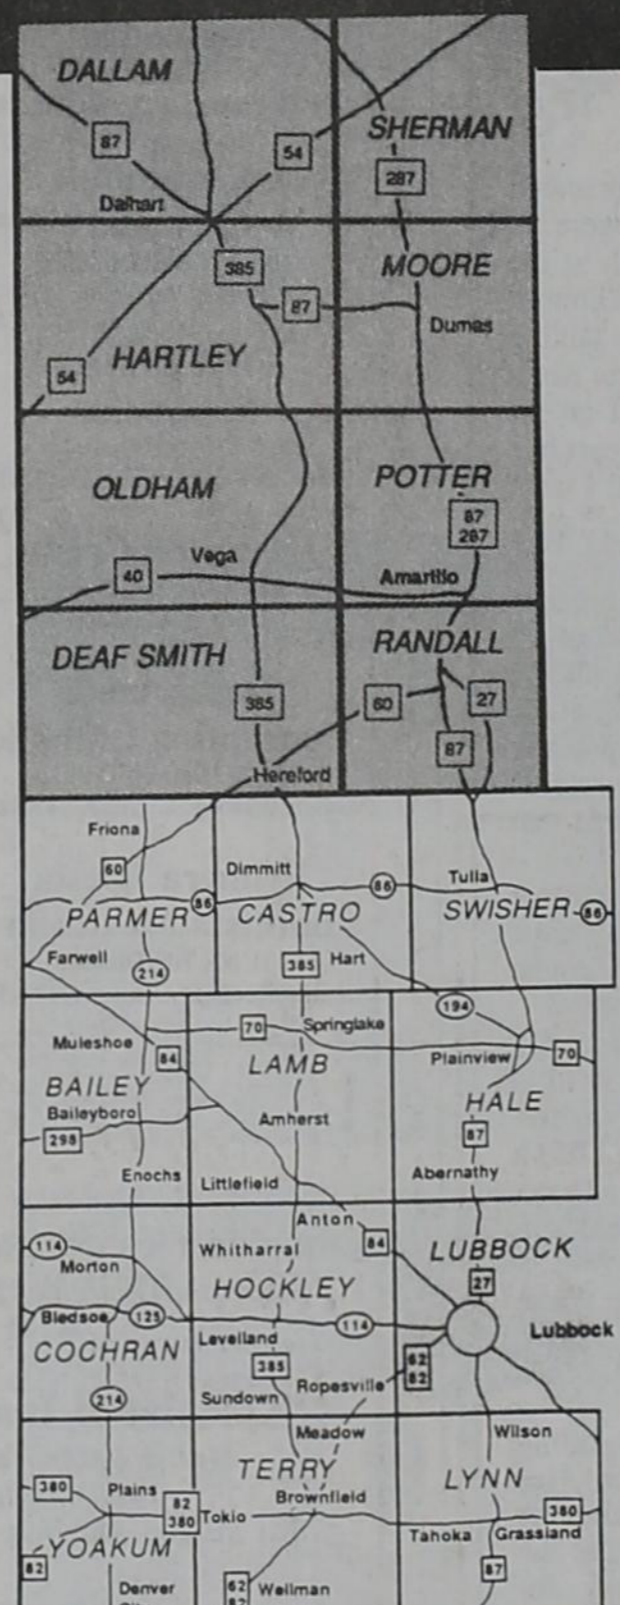 DALLAM
87
54
SHERMAN
287
Dalhart
385
MOORE
87
Dumas
HARTLEY
54
OLDHAM
POTTER
87
287
Vega
40
Amarillo
DEAF SMITH
RANDALL
385
60
27
87
Hereford
Friona
60
Dimmitt
86
Tulia
86
PARMER
CASTRO
SWISHER
86
Farwell
214
385
Hart
194
Muleshoe
70
Springlake
84
LAMB
Plainview
70
BAILEY
Baileyboro
HALE
298
Amherst
87
Enochs
Littlefield
Abernathy
Anton
114
Whitharral
84
LUBBOCK
Morton
HOCKLEY
27
Bledsoe
125
114
Lubbock
Levelland
COCHRAN
385
62
82
214
Sundown
Ropesville
Meadow
Wilson
TERRY
LYNN
380
Plains
82
380
Tokio
Brownfield
380
Tahoka
Grassland
YOAKUM
82
87
Denver
62
Wellman